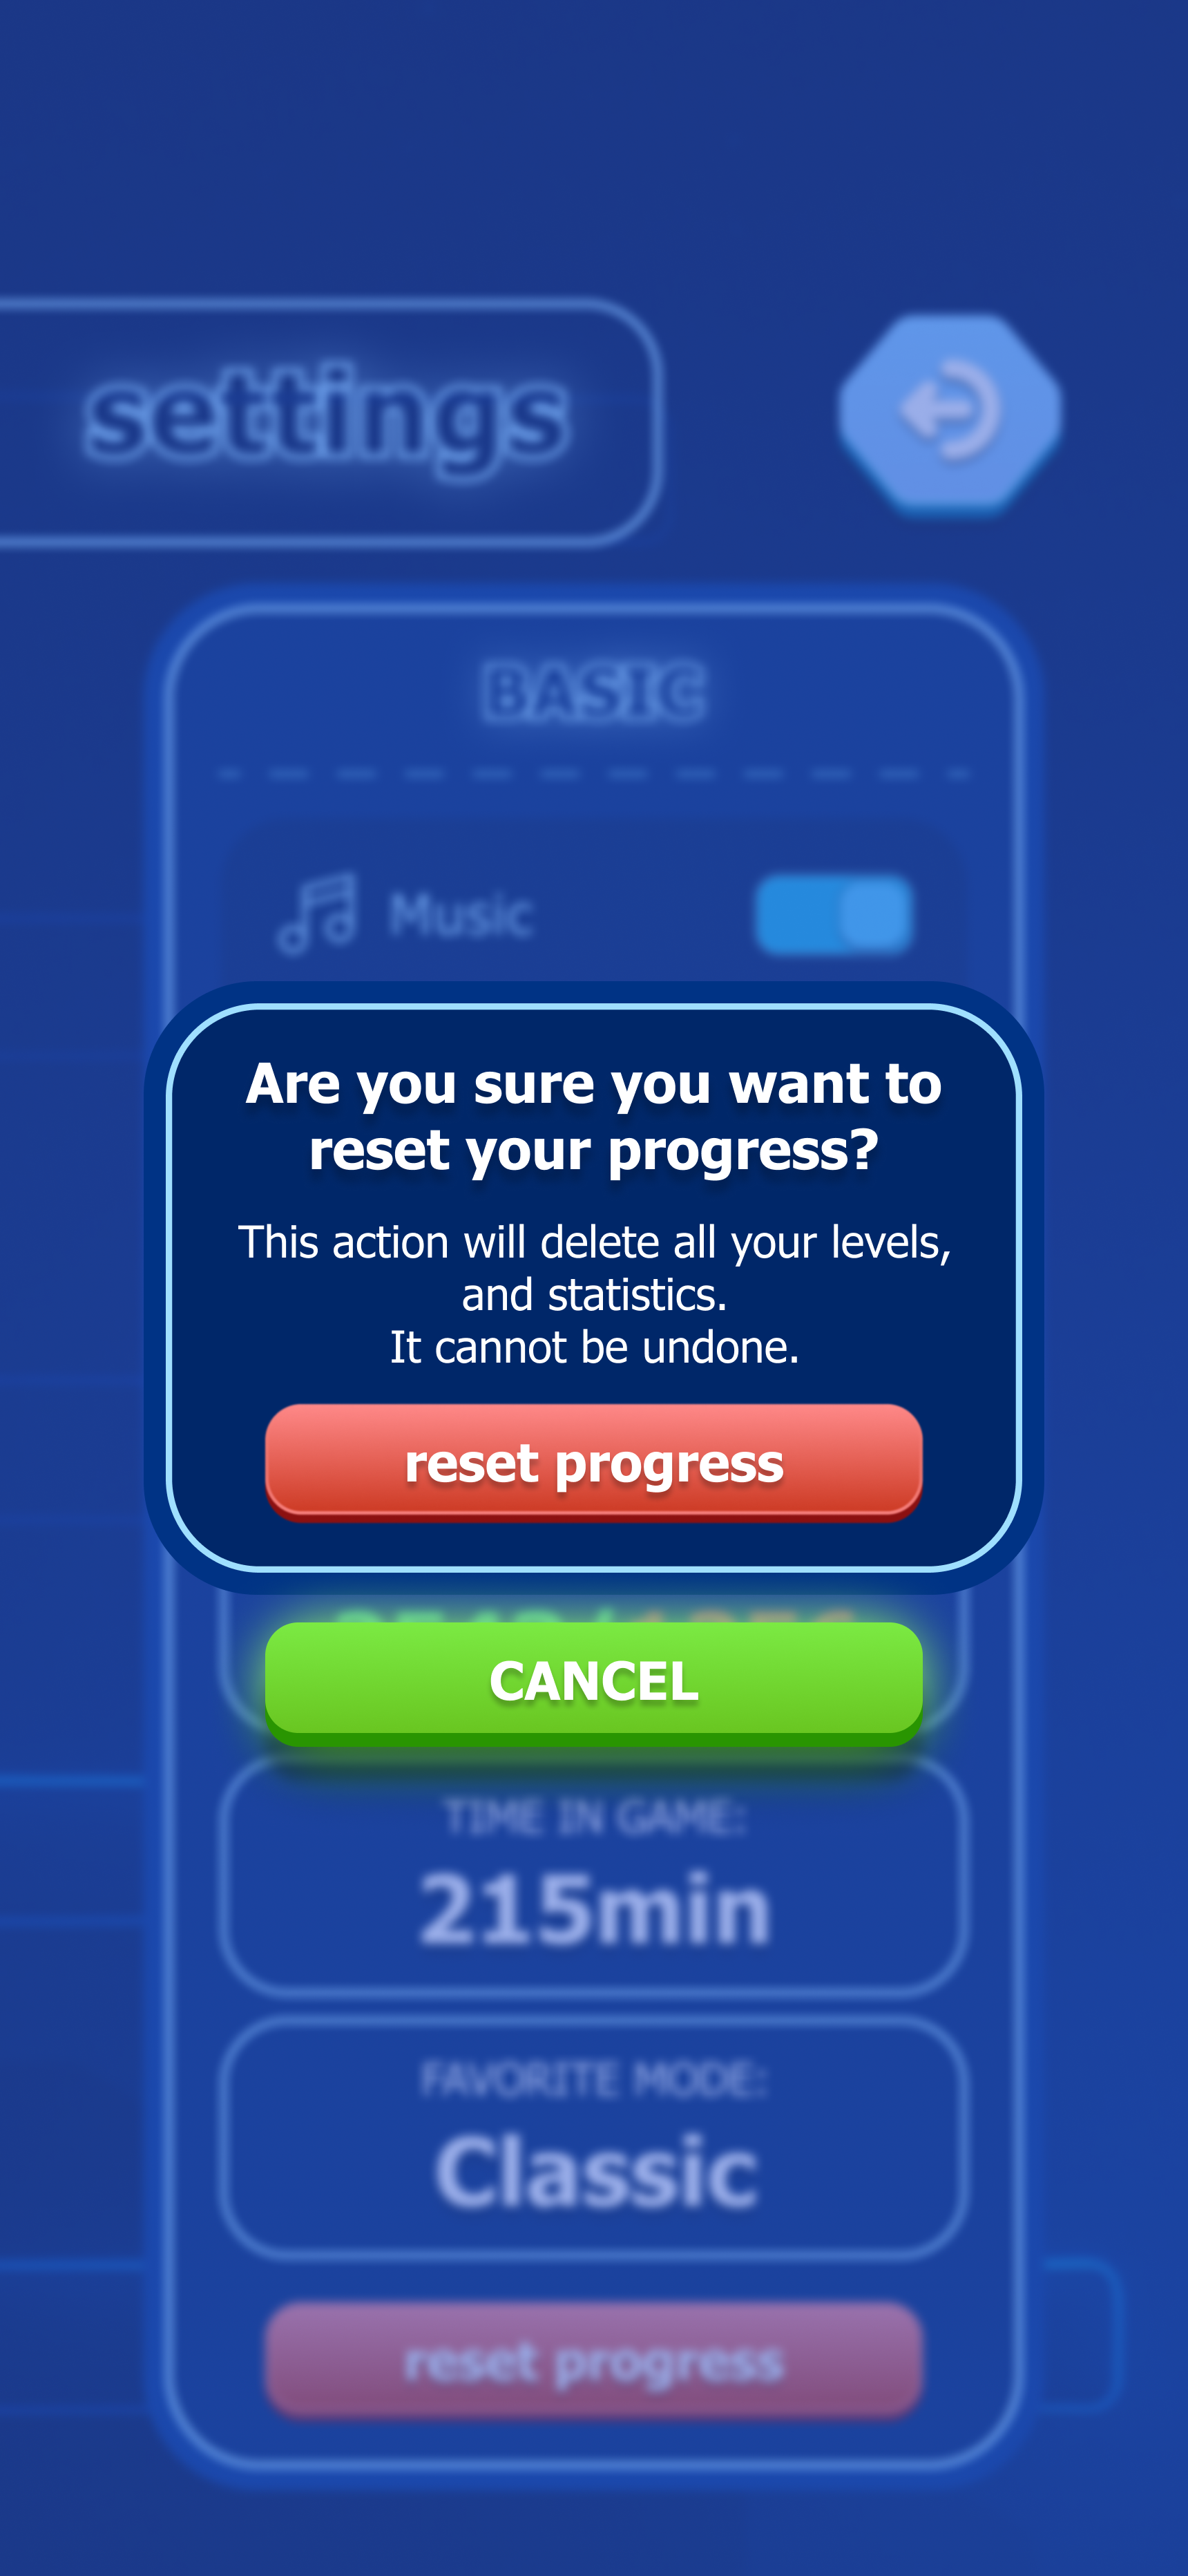 settings
BASIC
Music
Are you sure you want to
reset your progress?
This action will delete all your levels,
and statistics.
It cannot be undone.
reset progress
CANCEL
TIME IN GAME:
215min
FAVORITE MODE:
Classic
reset progress